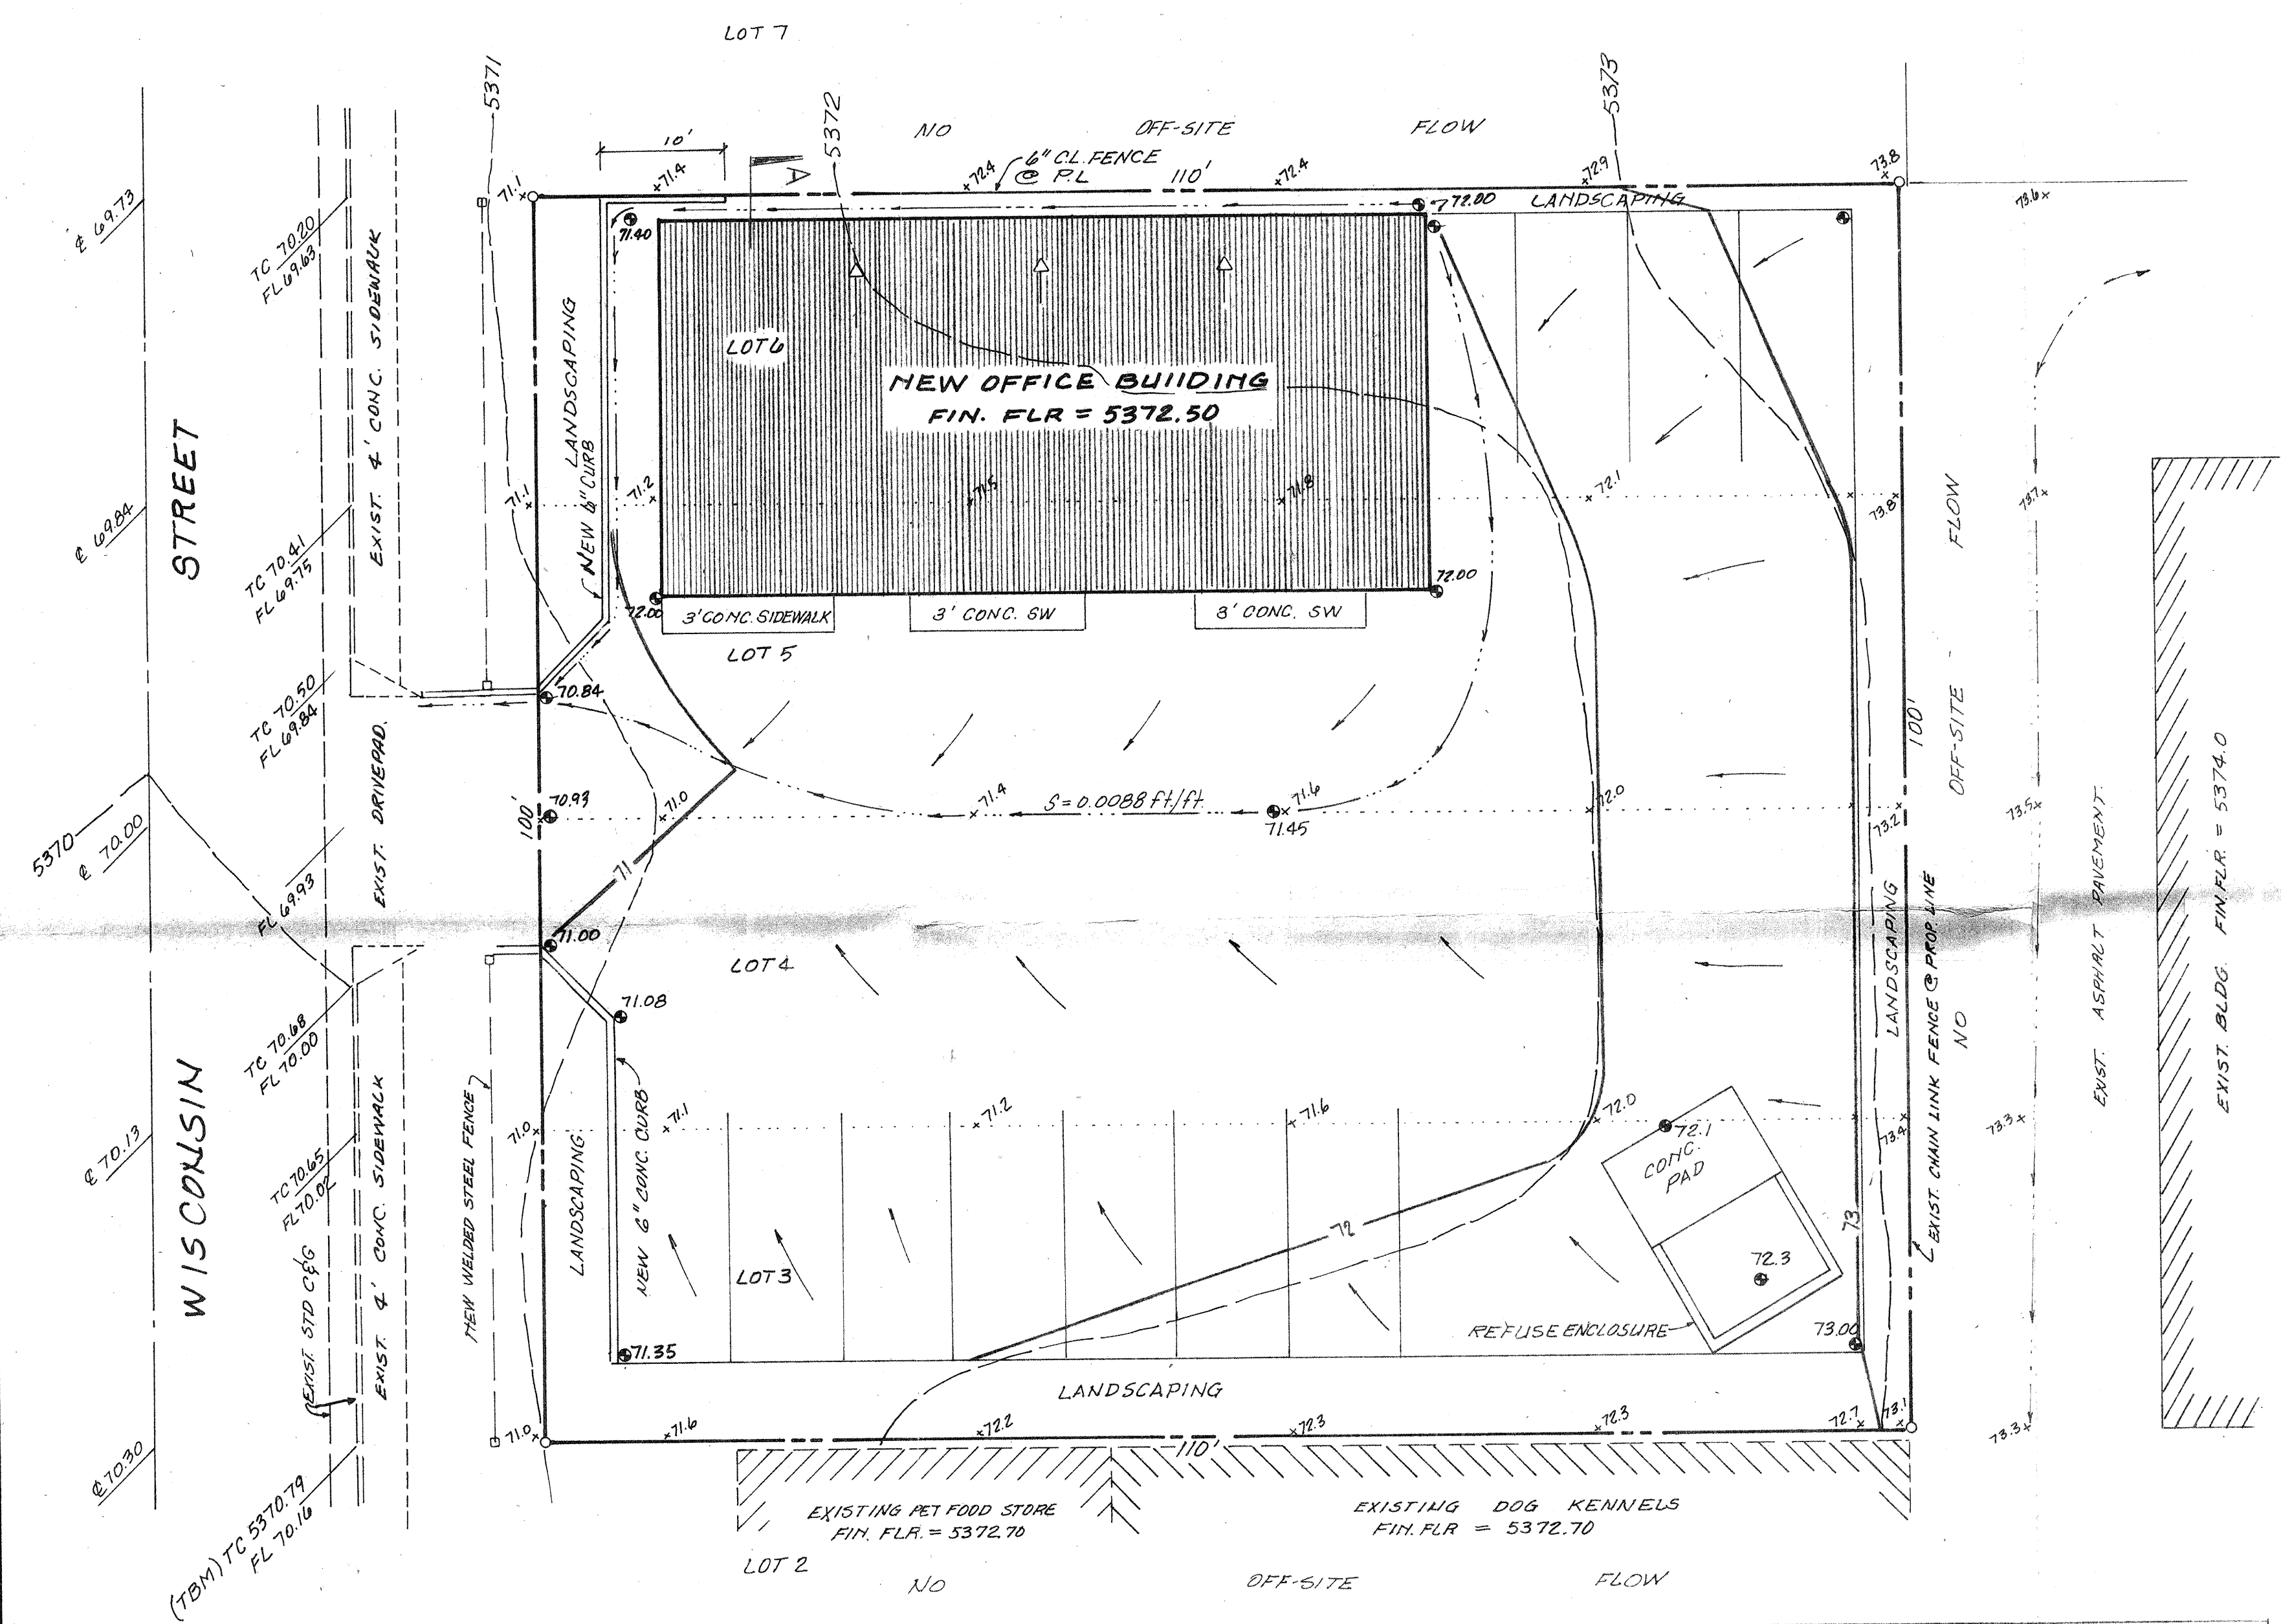 LOT 7
5371
5372
5373
NO OFF-SITE FLOW
10'
6" C.L. FENCE
@ P.L
110'
A
71.1
71.4
72.4
72.4
72.9
73.8
73.6
₵ 69.73
TC 70.20
FL 69.63
EXIST. 4' CONC. SIDEWALK
LANDSCAPING
71.40
72.00
LANDSCAPING
LOT 6
NEW OFFICE BUIIDING
FIN. FLR = 5372.50
NEW 6" CURB
71.1
71.2
71.5
71.8
72.1
73.8
73.7
STREET
₵ 69.84
TC 70.41
FL 69.75
72.00
72.00
3' CONC. SIDEWALK
3' CONC. SW
3' CONC. SW
LOT 5
70.84
TC 70.50
FL 69.84
EXIST. DRIVEPAD.
100'
70.93
71.0
71.4
S = 0.0088 ft/ft
71.6
71.45
72.0
73.2
73.5
100'
NO OFF-SITE FLOW
5370
₵ 70.00
FL 69.93
71
71.00
LOT 4
71.08
LANDSCAPING
EXIST. CHAIN LINK FENCE @ PROP. LINE
EXIST. ASPHALT PAVEMENT.
EXIST. BLDG. FIN. FLR. = 5374.0
TC 70.68
FL 70.00
WISCONSIN
EXIST. 4' CONC. SIDEWALK
NEW WELDED STEEL FENCE
LANDSCAPING
NEW 6" CONC. CURB
71.0
71.1
71.2
71.6
72.0
72.1
CONC.
PAD
73.4
73.3
₵ 70.13
TC 70.65
FL 70.02
EXIST. STD C&G
LOT 3
72
73
72.3
REFUSE ENCLOSURE
73.00
71.35
LANDSCAPING
71.0
71.6
72.2
72.3
72.3
72.7
73.1
73.3
110'
₵ 70.30
(TBM) TC 5370.79
FL 70.16
EXISTING PET FOOD STORE
FIN. FLR. = 5372.70
EXISTING DOG KENNELS
FIN. FLR = 5372.70
LOT 2
NO OFF-SITE FLOW